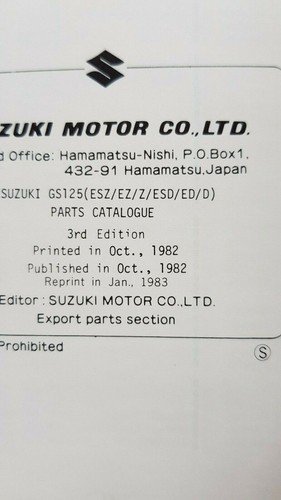 ZUKI MOTOR CO.,LTD.
d Office: Hamamatsu-Nishi, P.O.Box1,
432-91 Hamamatsu,Japan
SUZUKI GS125(ESZ/EZ/Z/ESD/ED/D)
PARTS CATALOGUE
3rd Edition
Printed in Oct., 1982
Published in Oct., 1982
Reprint in Jan., 1983
Editor : SUZUKI MOTOR CO.,LTD.
Export parts section
Prohibited
S